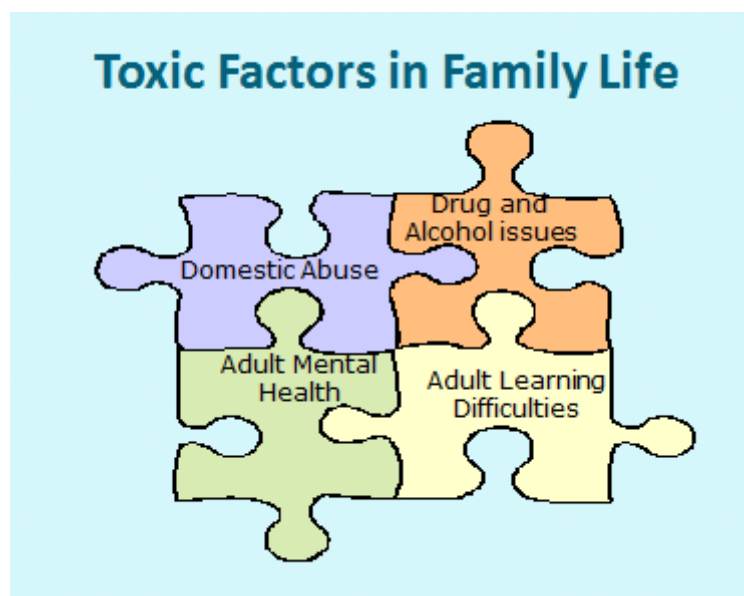 Toxic Factors in Family Life
Drug and
Alcohol issues
Domestic Abuse
Adult Mental
Health
Adult Learning
Difficulties